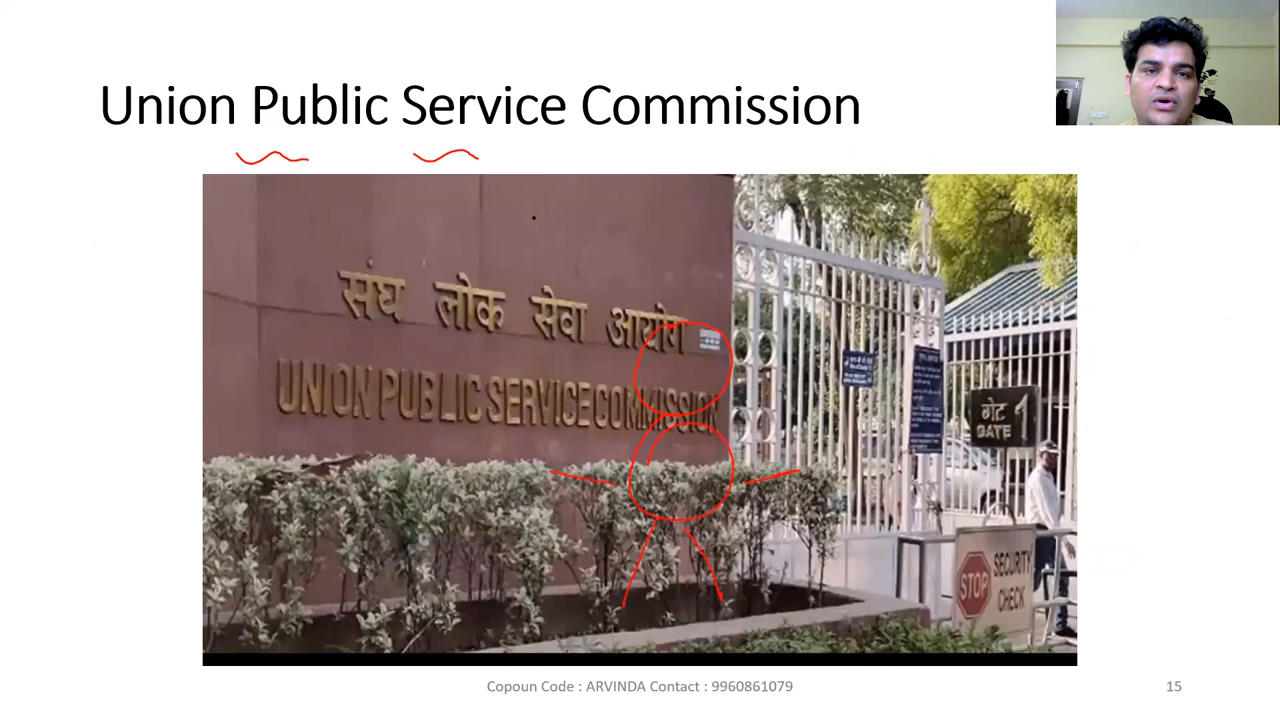 Union Public Service Commission
संघ लोक सेवा आयोग
UNION PUBLIC SERVICE COMMISSION
गेट 1
GATE
STOP
SECURITY
CHECK
Copoun Code : ARVINDA Contact : 9960861079
15